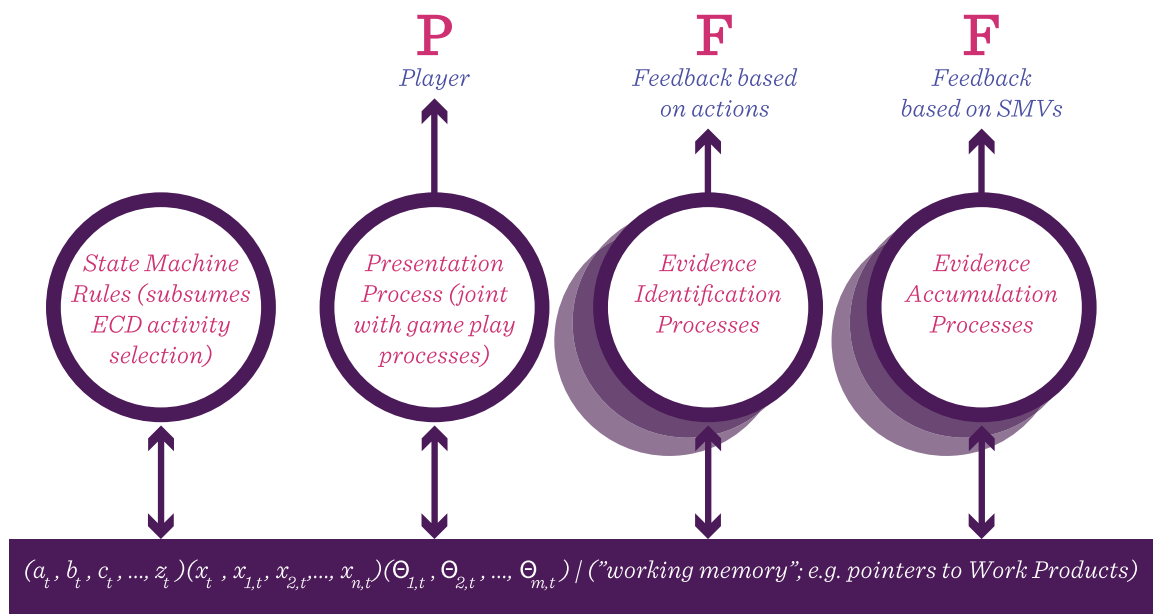 P
Player
F
Feedback based
on actions
F
Feedback
based on SMVs
State Machine
Rules (subsumes
ECD activity
selection)
Presentation
Process (joint
with game play
processes)
Evidence
Identification
Processes
Evidence
Accumulation
Processes
(a_t, b_t, c_t, ..., z_t)(x_t, x_1,t, x_2,t,..., x_n,t)(Θ_1,t, Θ_2,t, ..., Θ_m,t) | (”working memory”; e.g. pointers to Work Products)